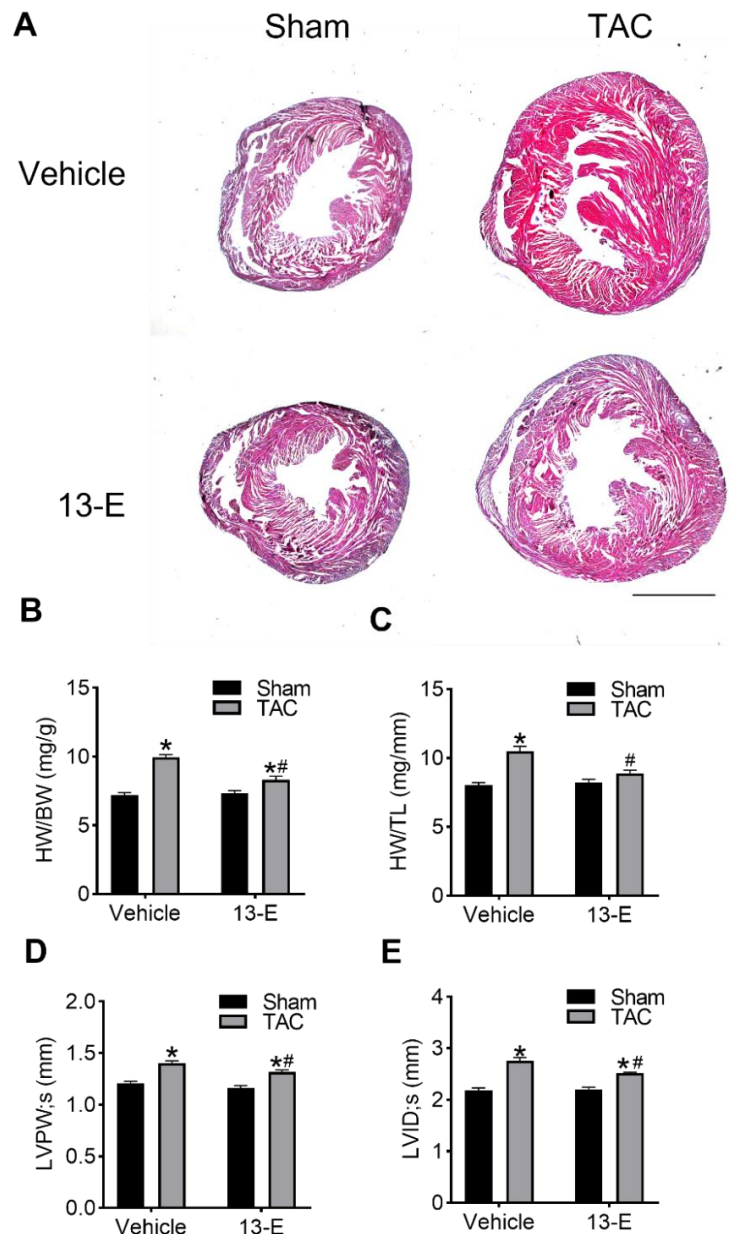 A
Sham
TAC
Vehicle
13-E
B
C
HW/BW (mg/g)
15
10
5
0
Sham
TAC
*
*#
Vehicle
13-E
HW/TL (mg/mm)
15
10
5
0
Sham
TAC
*
#
Vehicle
13-E
D
E
LVPW;s (mm)
2.0
1.5
1.0
0.5
0.0
Sham
TAC
*
*#
Vehicle
13-E
LVID;s (mm)
4
3
2
1
0
Sham
TAC
*
*#
Vehicle
13-E